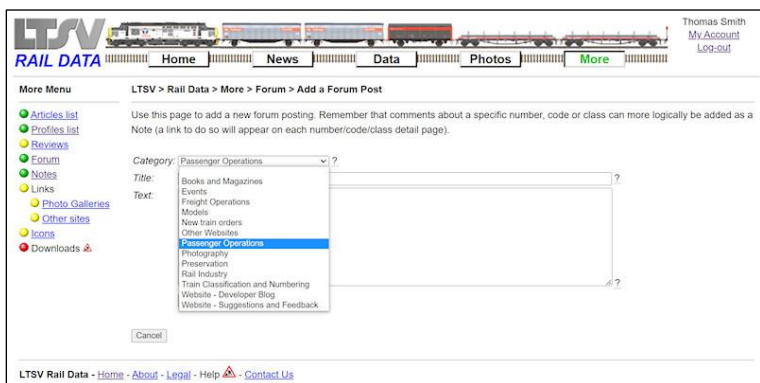 LTSV
RAIL DATA
Home
News
Data
Photos
More
Thomas Smith
My Account
Log-out
More Menu
Articles list
Profiles list
Reviews
Forum
Notes
Links
Photo Galleries
Other sites
Icons
Downloads
LTSV > Rail Data > More > Forum > Add a Forum Post
Use this page to add a new forum posting. Remember that comments about a specific number, code or class can more logically be added as a
Note (a link to do so will appear on each number/code/class detail page).
Category: Passenger Operations ?
Title: ?
Text:
Books and Magazines
Events
Freight Operations
Models
New train orders
Other Websites
Passenger Operations
Photography
Preservation
Rail Industry
Train Classification and Numbering
Website - Developer Blog
Website - Suggestions and Feedback
?
Cancel
LTSV Rail Data - Home - About - Legal - Help - Contact Us